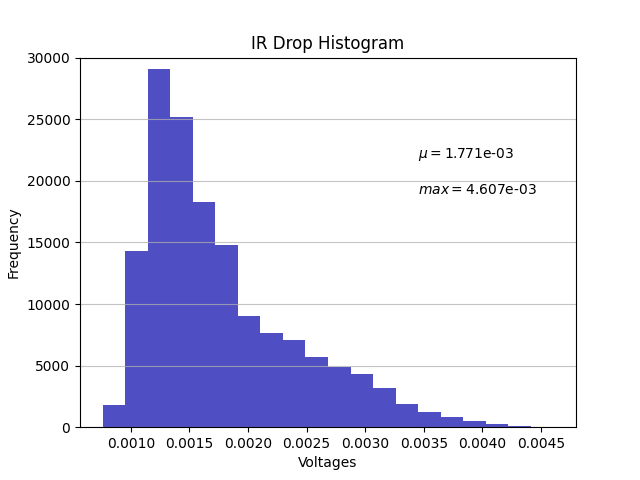 IR Drop Histogram
30000
25000
20000
15000
10000
5000
0
Frequency
μ = 1.771e-03
max = 4.607e-03
0.0010 0.0015 0.0020 0.0025 0.0030 0.0035 0.0040 0.0045
Voltages